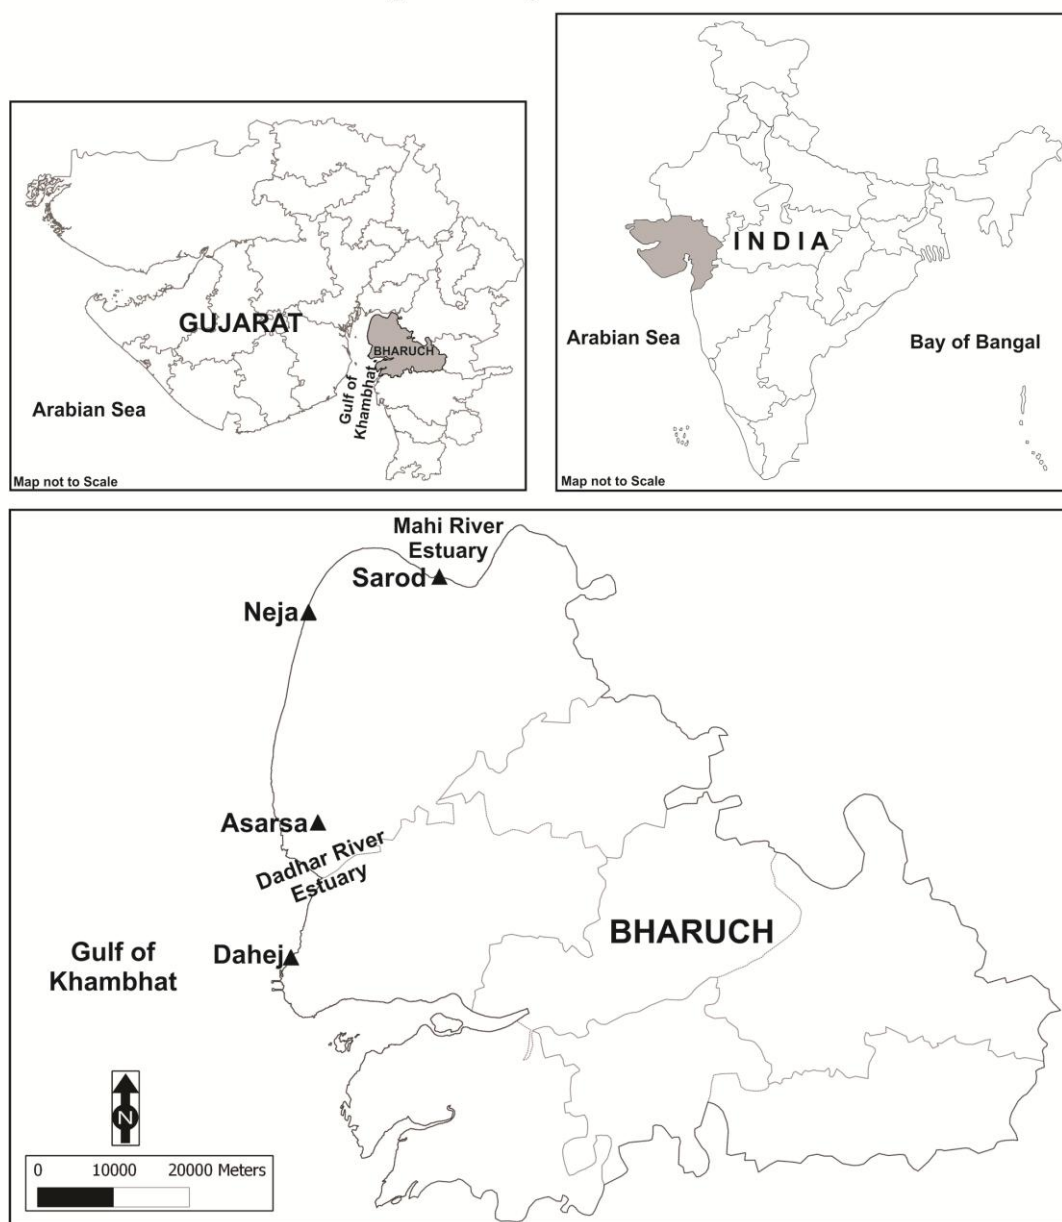 GUJARAT
BHARUCH
Gulf of
Khambhat
Arabian Sea
Map not to Scale
INDIA
Arabian Sea
Bay of Bangal
Map not to Scale
Mahi River
Estuary
Sarod
Neja
Asarsa
Dadhar River
Estuary
BHARUCH
Dahej
Gulf of
Khambhat
N
0 10000 20000 Meters